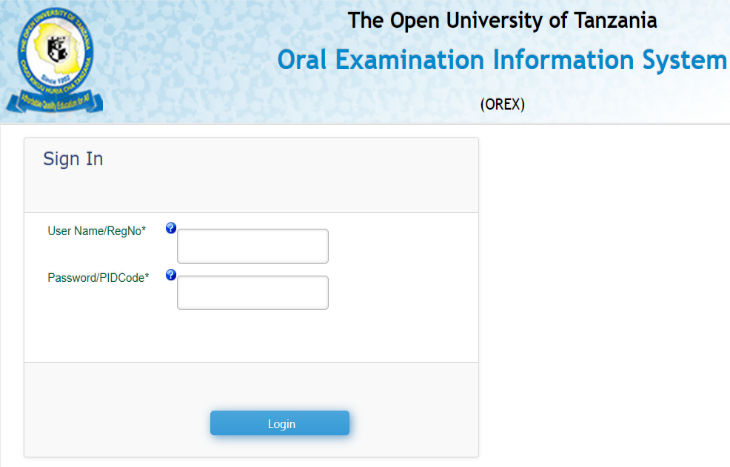 The Open University of Tanzania
Oral Examination Information System
(OREX)
THE OPEN UNIVERSITY OF TANZANIA
CHUO KIKUU HURIA CHA TANZANIA
Since 1992
Affordable Quality Education for All
Sign In
User Name/RegNo* ?
Password/PIDCode* ?
Login